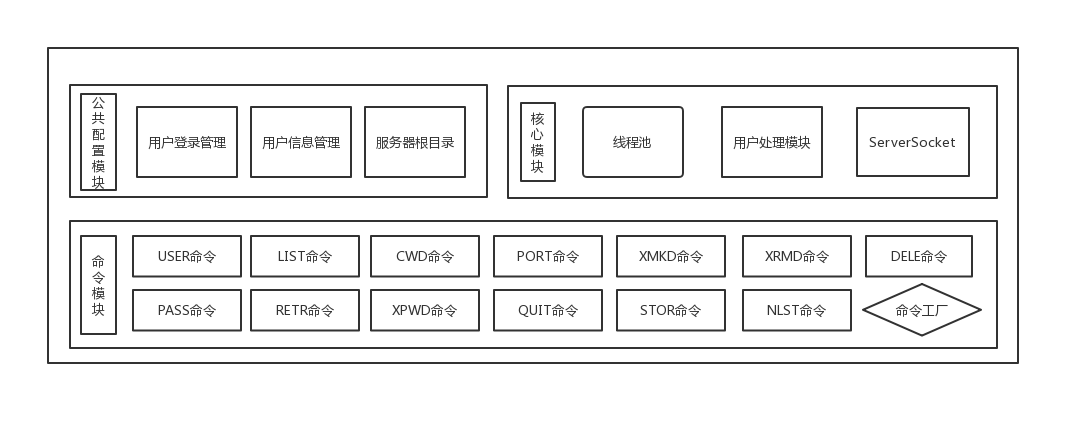 公共配置模块
用户登录管理
用户信息管理
服务器根目录
核心模块
线程池
用户处理模块
ServerSocket
命令模块
USER命令
LIST命令
CWD命令
PORT命令
XMKD命令
XRMD命令
DELE命令
PASS命令
RETR命令
XPWD命令
QUIT命令
STOR命令
NLST命令
命令工厂